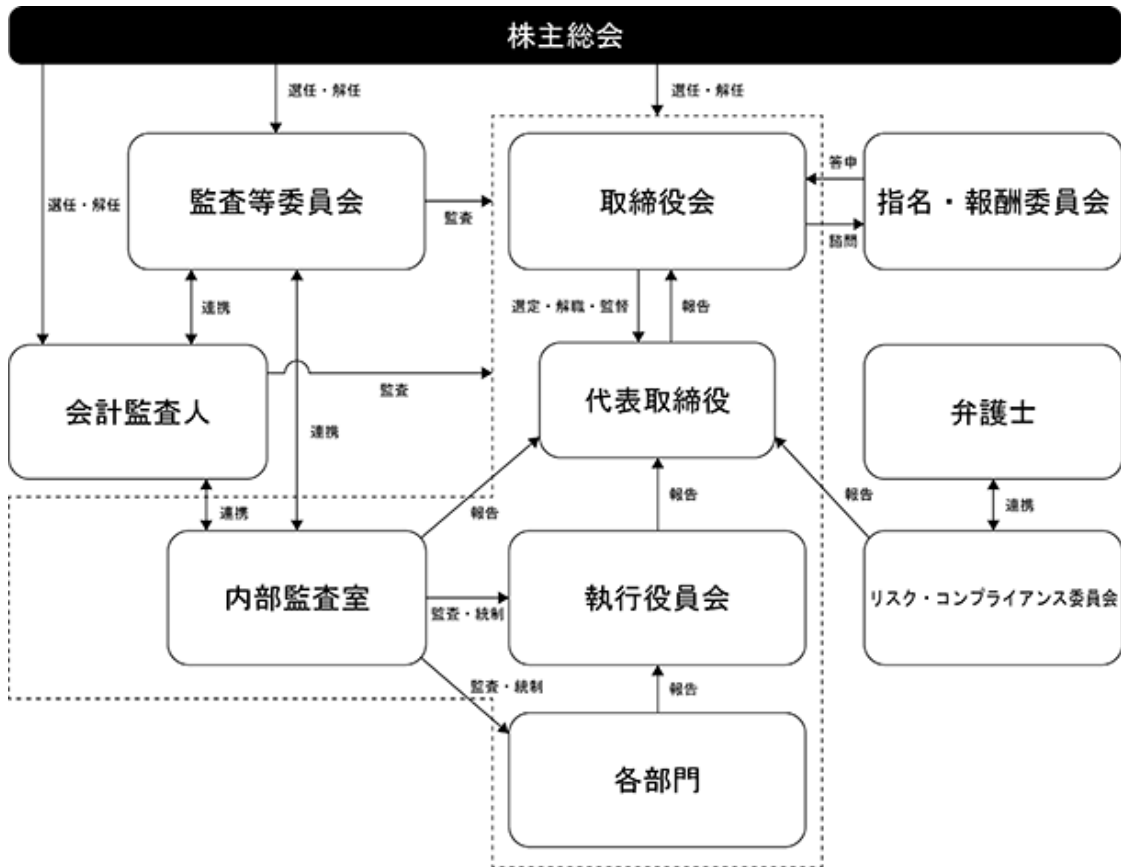 株主総会
選任・解任
選任・解任
選任・解任
監査等委員会
監査
取締役会
答申
諮問
指名・報酬委員会
連携
選定・解職・監督
報告
会計監査人
監査
代表取締役
弁護士
連携
連携
報告
報告
報告
連携
内部監査室
監査・統制
執行役員会
リスク・コンプライアンス委員会
監査・統制
報告
各部門